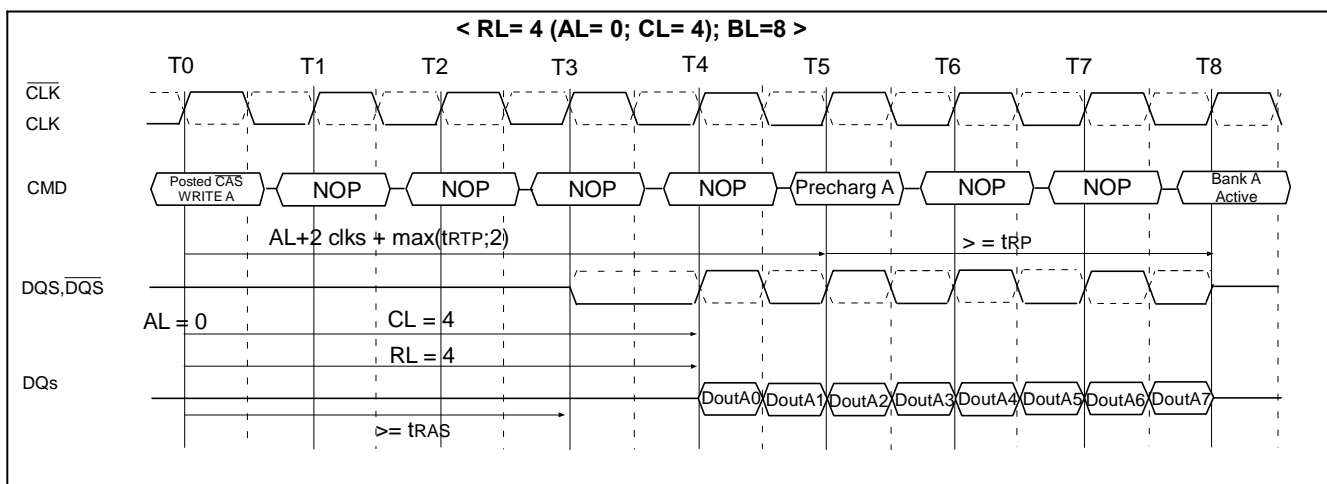 < RL= 4 (AL= 0; CL= 4); BL=8 >
T0 T1 T2 T3 T4 T5 T6 T7 T8
CLK
CLK
CMD
Posted CAS
WRITE A
NOP NOP NOP NOP Precharg A NOP NOP
Bank A
Active
AL+2 clks + max(tRTP;2)
> = tRP
DQS,DQS
AL = 0
CL = 4
RL = 4
DQs
DoutA0 DoutA1 DoutA2 DoutA3 DoutA4 DoutA5 DoutA6 DoutA7
>= tRAS